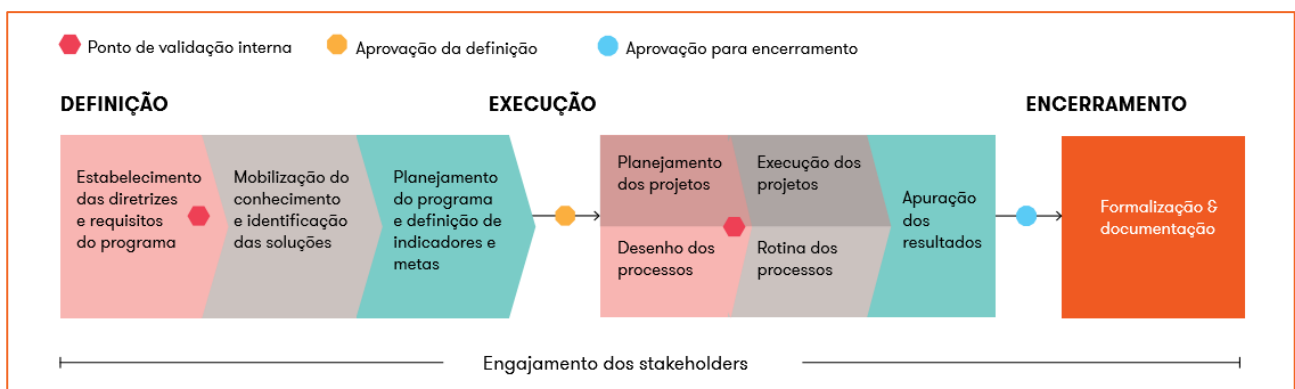 Ponto de validação interna
Aprovação da definição
Aprovação para encerramento
DEFINIÇÃO
EXECUÇÃO
ENCERRAMENTO
Estabelecimento
das diretrizes
e requisitos
do programa
Mobilização do
conhecimento
e identificação
das soluções
Planejamento
do programa
e definição de
indicadores e
metas
Planejamento
dos projetos
Execução dos
projetos
Desenho dos
processos
Rotina dos
processos
Apuração
dos
resultados
Formalização &
documentação
Engajamento dos stakeholders